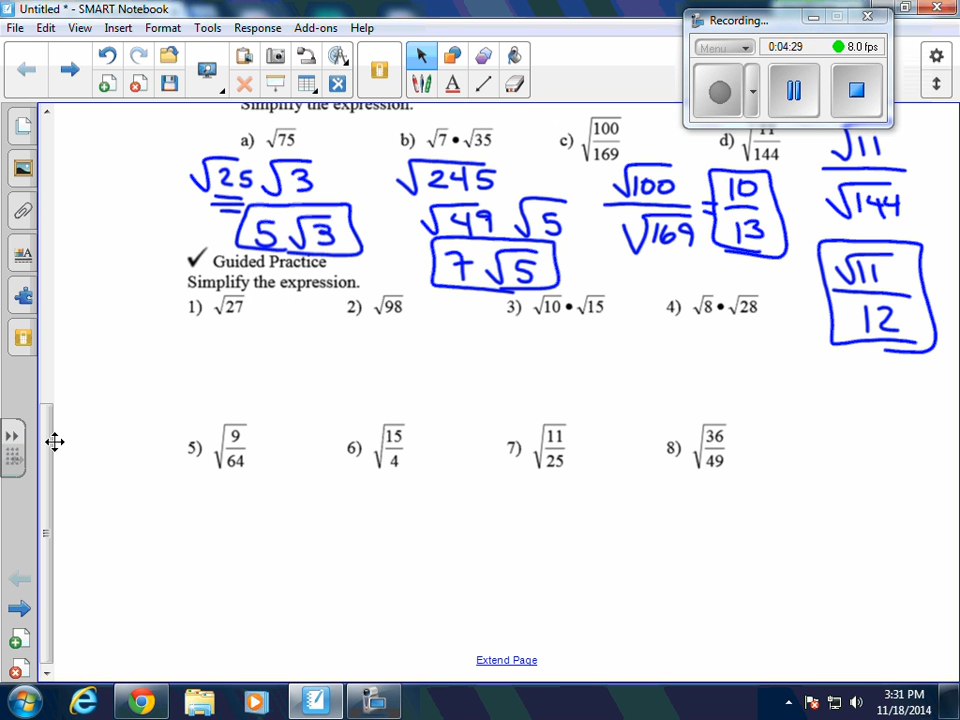 Untitled * - SMART Notebook
File Edit View Insert Format Tools Response Add-ons Help
Recording...
Menu 0:04:29 8.0 fps
Simplify the expression.
a) √75 b) √7 • √35 c) √100/169 d) √11/144
√25 √3 √245 √100/√169 = 10/13 √11/√144
5 √3 √49 √5
7 √5 √11/12
✓ Guided Practice
Simplify the expression.
1) √27 2) √98 3) √10 • √15 4) √8 • √28
5) √9/64 6) √15/4 7) √11/25 8) √36/49
Extend Page
3:31 PM
11/18/2014